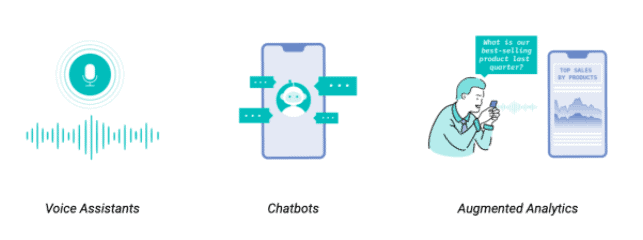 What is our
best-selling
product last
quarter?
TOP SALES
BY PRODUCTS
Voice Assistants
Chatbots
Augmented Analytics